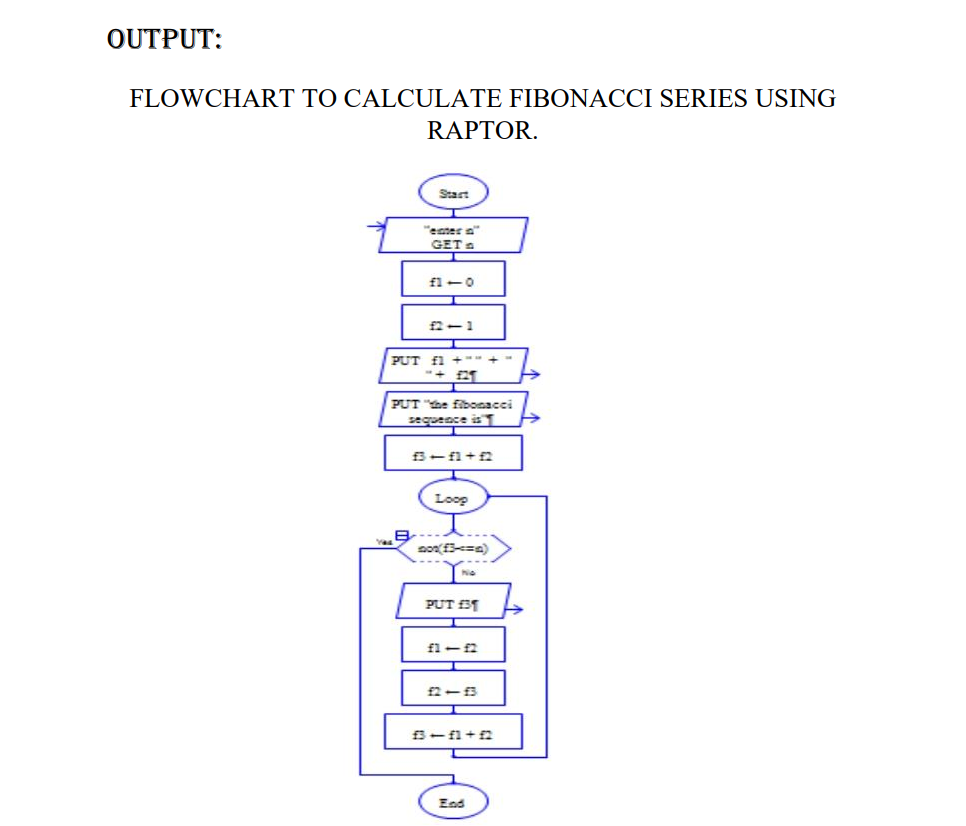 OUTPUT:
FLOWCHART TO CALCULATE FIBONACCI SERIES USING
RAPTOR.
Start
"enter n"
GET n
f1 ← 0
f2 ← 1
PUT f1 +"" + "
"+ f2¶
PUT "the fibonacci
sequence is"¶
f3 ← f1 + f2
Loop
Yes
not(f3<=n)
No
PUT f3¶
f1 ← f2
f2 ← f3
f3 ← f1 + f2
End